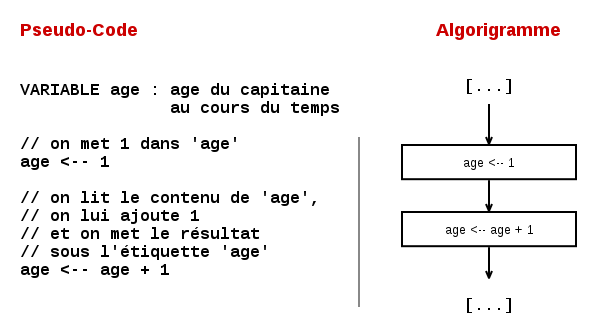 Pseudo-Code
VARIABLE age : age du capitaine
au cours du temps
// on met 1 dans 'age'
age <-- 1
// on lit le contenu de 'age',
// on lui ajoute 1
// et on met le résultat
// sous l'étiquette 'age'
age <-- age + 1
Algorigramme
[...]
age <-- 1
age <-- age + 1
[...]